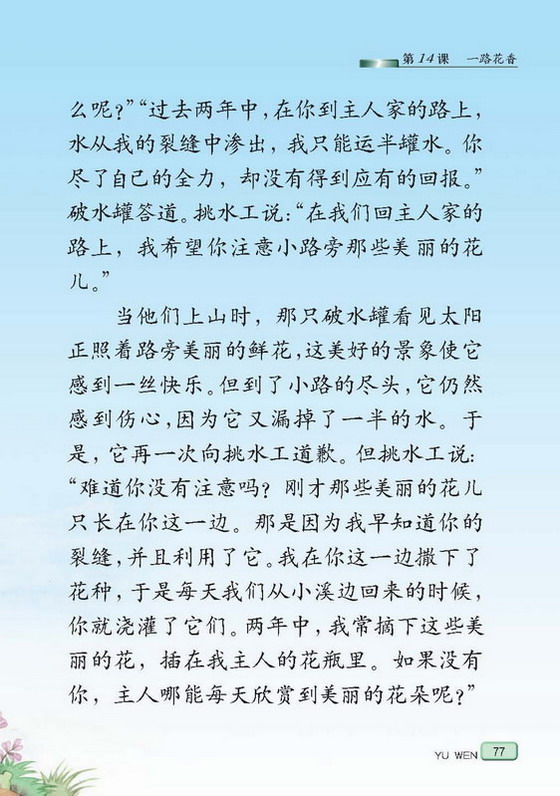 第14课 一路花香
么呢？”“过去两年中，在你到主人家的路上，
水从我的裂缝中渗出，我只能运半罐水。你
尽了自己的全力，却没有得到应有的回报。”
破水罐答道。挑水工说：“在我们回主人家的
路上，我希望你注意小路旁那些美丽的花
儿。”
当他们上山时，那只破水罐看见太阳
正照着路旁美丽的鲜花，这美好的景象使它
感到一丝快乐。但到了小路的尽头，它仍然
感到伤心，因为它又漏掉了一半的水。于
是，它再一次向挑水工道歉。但挑水工说：
“难道你没有注意吗？刚才那些美丽的花儿
只长在你这一边。那是因为我早知道你的
裂缝，并且利用了它。我在你这一边撒下了
花种，于是每天我们从小溪边回来的时候，
你就浇灌了它们。两年中，我常摘下这些美
丽的花，插在我主人的花瓶里。如果没有
你，主人哪能每天欣赏到美丽的花朵呢？”
YU WEN 77